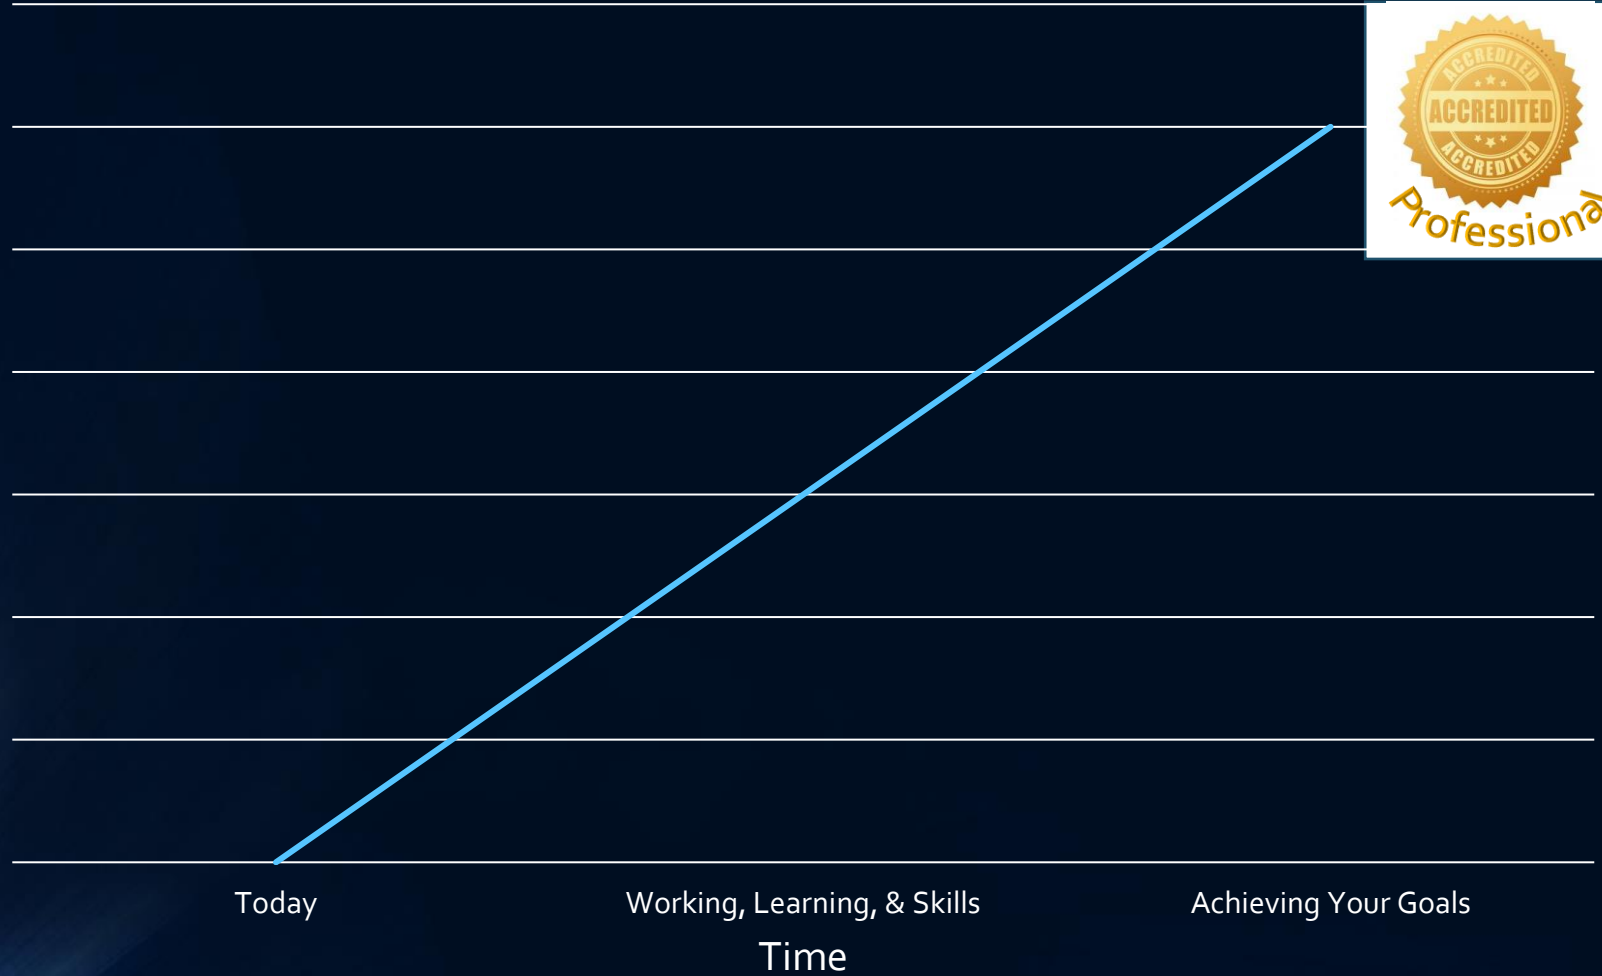 ACCREDITED
ACCREDITED
ACCREDITED
Professional
Today
Working, Learning, & Skills
Achieving Your Goals
Time